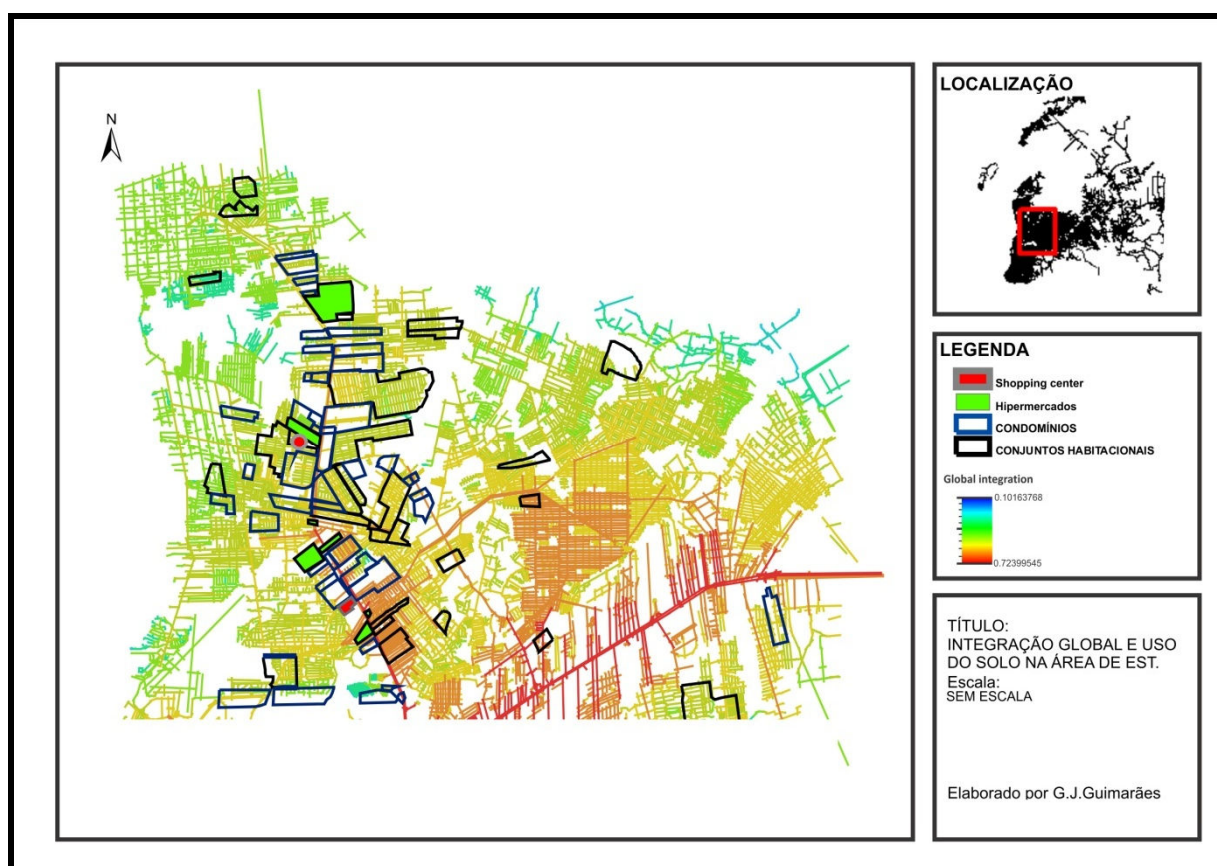 N
LOCALIZAÇÃO
LEGENDA
Shopping center
Hipermercados
CONDOMÍNIOS
CONJUNTOS HABITACIONAIS
Global integration
0.10163768
0.72399545
TÍTULO:
INTEGRAÇÃO GLOBAL E USO
DO SOLO NA ÁREA DE EST.
Escala:
SEM ESCALA
Elaborado por G.J.Guimarães